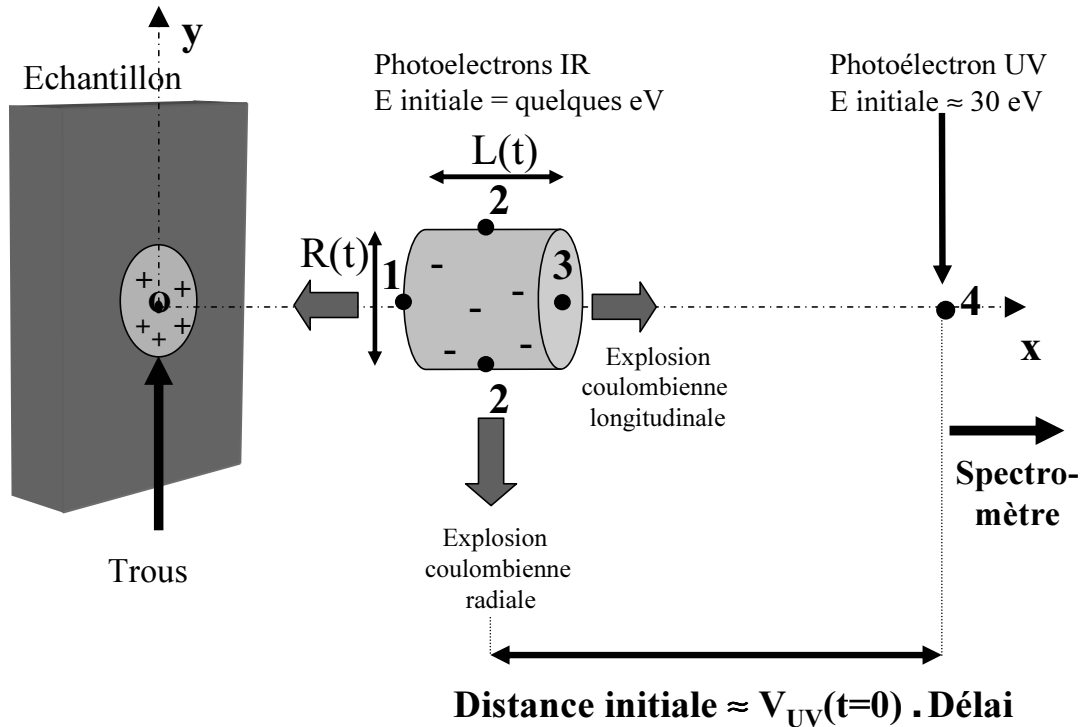 y
Echantillon
Photoelectrons IR
E initiale = quelques eV
Photoélectron UV
E initiale ≈ 30 eV
L(t)
2
R(t)
1
3
4
- - - - -
+ + + + +
O
x
Explosion
coulombienne
longitudinale
2
Spectro-
mètre
Trous
Explosion
coulombienne
radiale
Distance initiale ≈ V_UV(t=0) . Délai